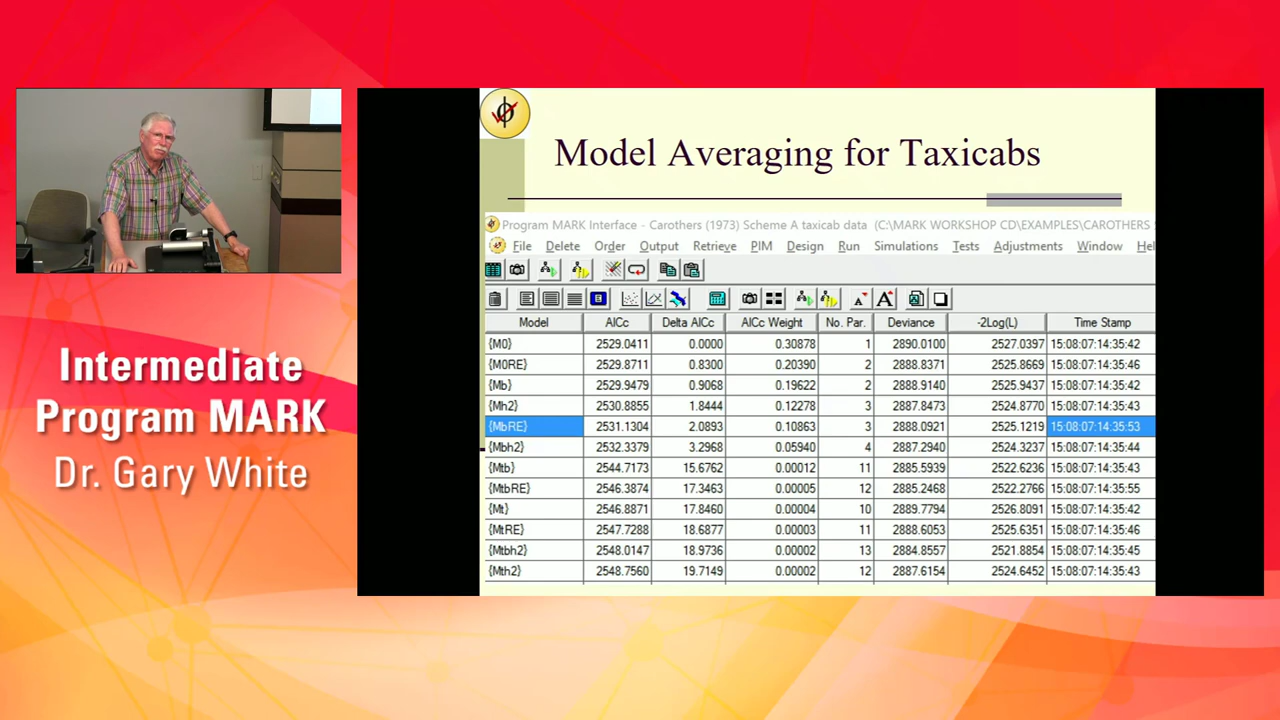 Model Averaging for Taxicabs
Program MARK Interface - Carothers (1973) Scheme A taxicab data (C:\MARK WORKSHOP CD\EXAMPLES\CAROTHERS
File Delete Order Output Retrieve PIM Design Run Simulations Tests Adjustments Window Hel
Model AICc Delta AICc AICc Weight No. Par. Deviance -2Log(L) Time Stamp
{M0} 2529.0411 0.0000 0.30878 1 2890.0100 2527.0397 15:08:07:14:35:42
{M0RE} 2529.8711 0.8300 0.20390 2 2888.8371 2525.8669 15:08:07:14:35:46
{Mb} 2529.9479 0.9068 0.19622 2 2888.9140 2525.9437 15:08:07:14:35:42
{Mh2} 2530.8855 1.8444 0.12278 3 2887.8473 2524.8770 15:08:07:14:35:43
{MbRE} 2531.1304 2.0893 0.10863 3 2888.0921 2525.1219 15:08:07:14:35:53
{Mbh2} 2532.3379 3.2968 0.05940 4 2887.2940 2524.3237 15:08:07:14:35:44
{Mtb} 2544.7173 15.6762 0.00012 11 2885.5939 2522.6236 15:08:07:14:35:43
{MtbRE} 2546.3874 17.3463 0.00005 12 2885.2468 2522.2766 15:08:07:14:35:55
{Mt} 2546.8871 17.8460 0.00004 10 2889.7794 2526.8091 15:08:07:14:35:42
{MtRE} 2547.7288 18.6877 0.00003 11 2888.6053 2525.6351 15:08:07:14:35:46
{Mtbh2} 2548.0147 18.9736 0.00002 13 2884.8557 2521.8854 15:08:07:14:35:45
{Mth2} 2548.7560 19.7149 0.00002 12 2887.6154 2524.6452 15:08:07:14:35:43
Intermediate
Program MARK
Dr. Gary White